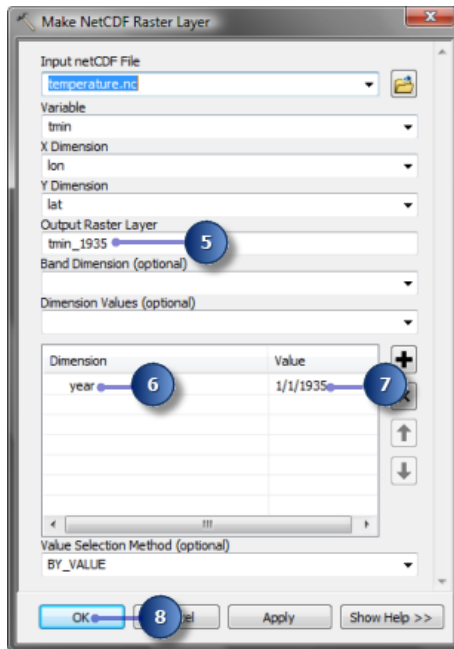 Make NetCDF Raster Layer
Input netCDF File
temperature.nc
Variable
tmin
X Dimension
lon
Y Dimension
lat
Output Raster Layer
tmin_1935
5
Band Dimension (optional)
Dimension Values (optional)
Dimension Value
year 6 1/1/1935 7
Value Selection Method (optional)
BY_VALUE
OK 8 Apply Show Help >>